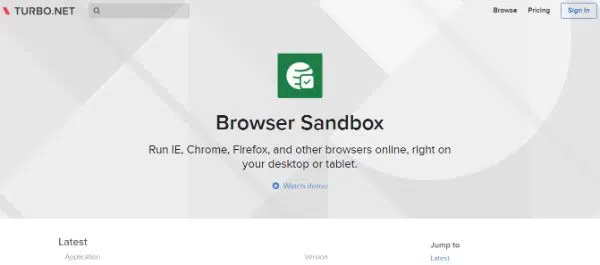 TURBO.NET
Browse Pricing Sign In
Browser Sandbox
Run IE, Chrome, Firefox, and other browsers online, right on
your desktop or tablet.
Watch demo
Latest
Application Version
Jump to
Latest